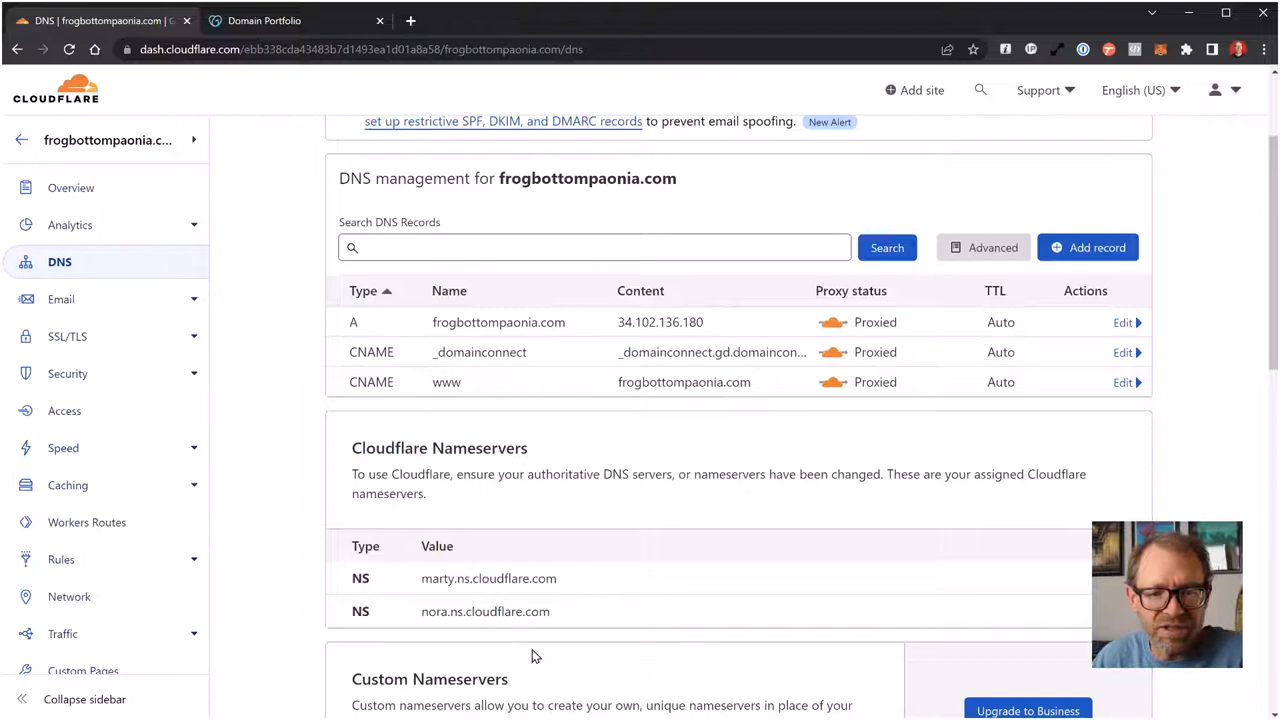 DNS | frogbottompaonia.com | G
Domain Portfolio
dash.cloudflare.com/ebb338cda43483b7d1493ea1d01a8a58/frogbottompaonia.com/dns
CLOUDFLARE
Add site
Support
English (US)
frogbottompaonia.c...
Overview
Analytics
DNS
Email
SSL/TLS
Security
Access
Speed
Caching
Workers Routes
Rules
Network
Traffic
Custom Pages
Collapse sidebar
set up restrictive SPF, DKIM, and DMARC records to prevent email spoofing. New Alert
DNS management for frogbottompaonia.com
Search DNS Records
Search
Advanced
Add record
Type Name Content Proxy status TTL Actions
A frogbottompaonia.com 34.102.136.180 Proxied Auto Edit
CNAME _domainconnect _domainconnect.gd.domaincon... Proxied Auto Edit
CNAME www frogbottompaonia.com Proxied Auto Edit
Cloudflare Nameservers
To use Cloudflare, ensure your authoritative DNS servers, or nameservers have been changed. These are your assigned Cloudflare
nameservers.
Type Value
NS marty.ns.cloudflare.com
NS nora.ns.cloudflare.com
Custom Nameservers
Custom nameservers allow you to create your own, unique nameservers in place of your
Upgrade to Business